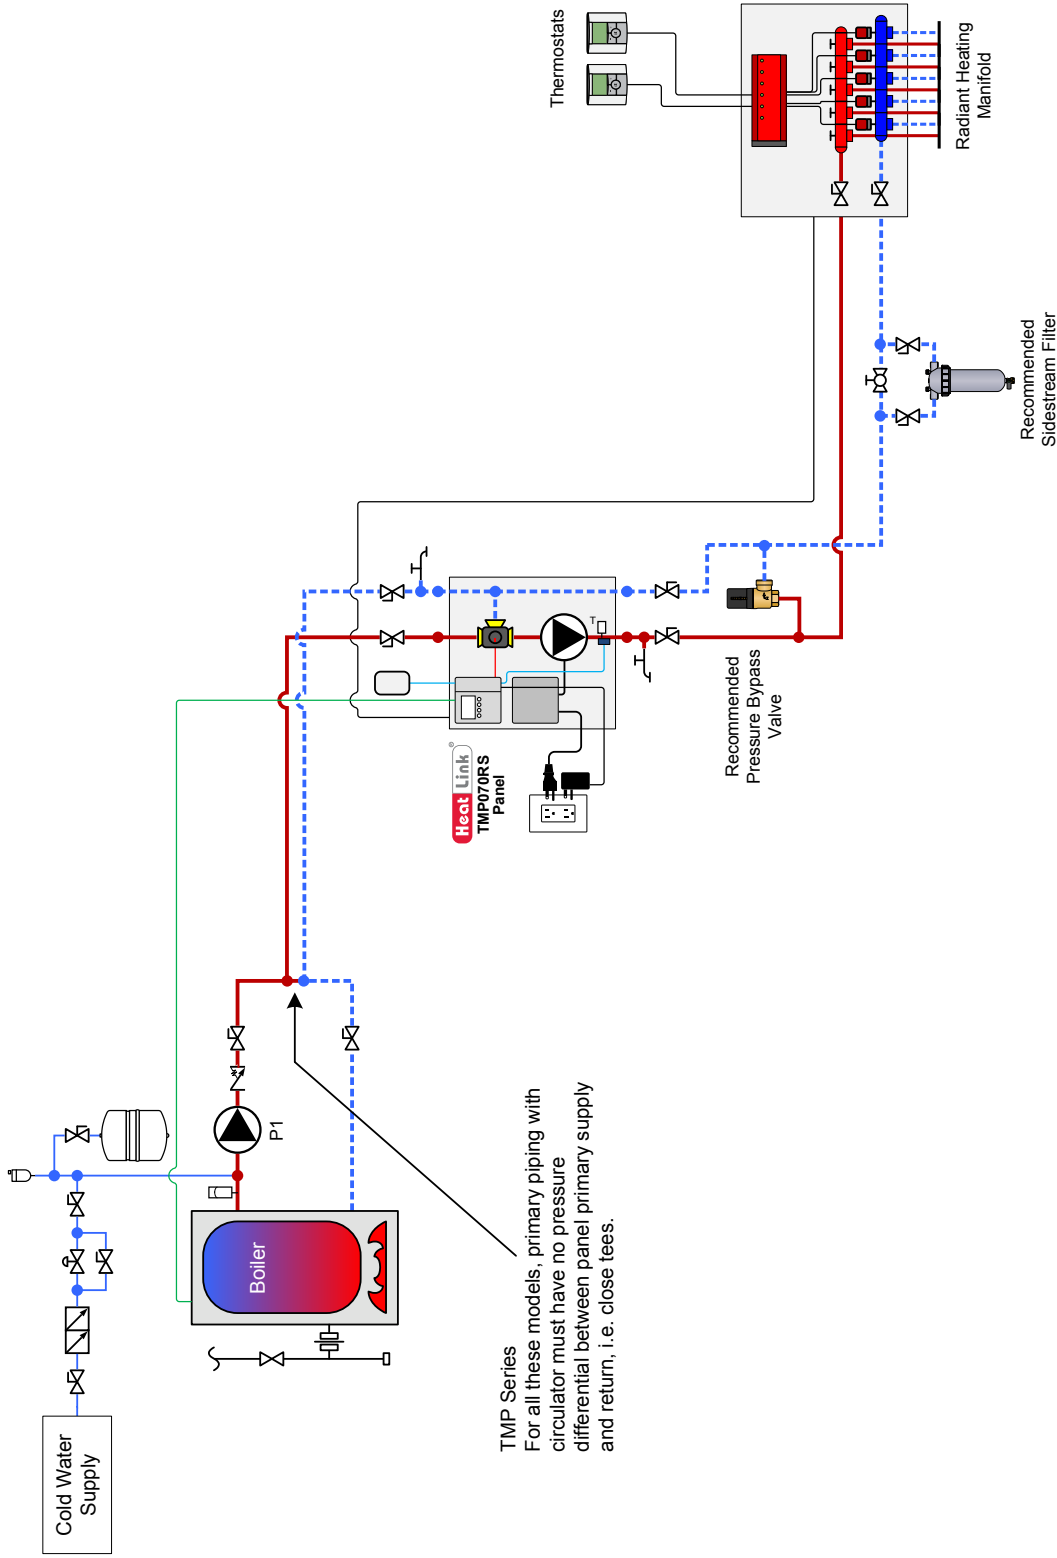 Cold Water
Supply
Boiler
P1
TMP Series
For all these models, primary piping with
circulator must have no pressure
differential between panel primary supply
and return, i.e. close tees.
Heat Link®
TMP070RS
Panel
T
Recommended
Pressure Bypass
Valve
Thermostats
Radiant Heating
Manifold
Recommended
Sidestream Filter